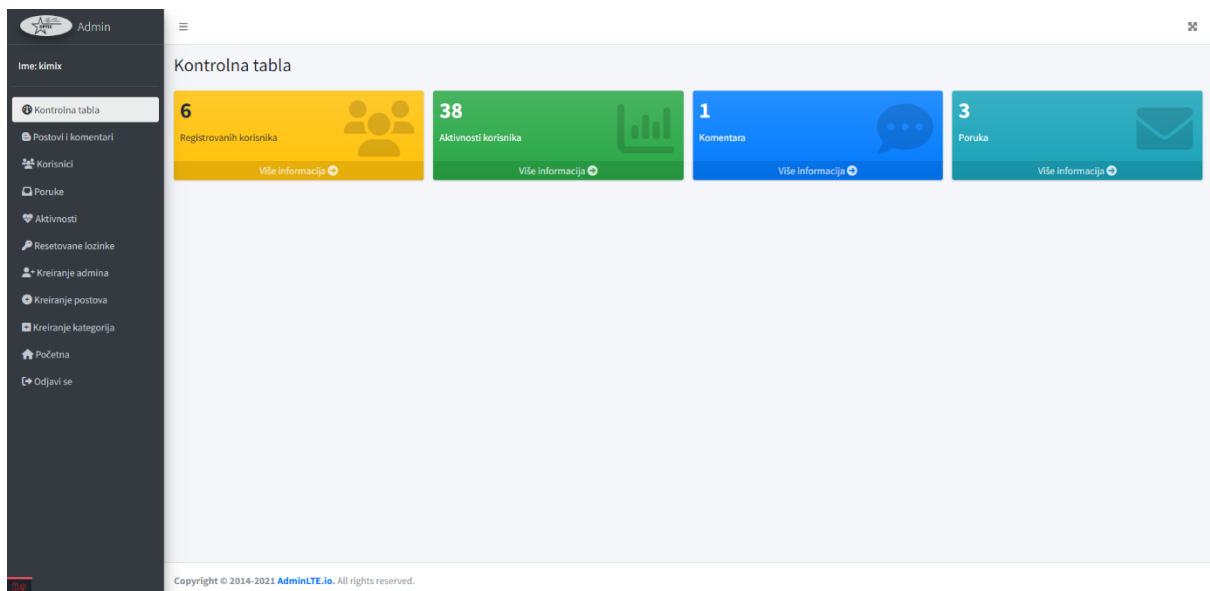 Admin
Ime: kimix
Kontrolna tabla
Postovi i komentari
Korisnici
Poruke
Aktivnosti
Resetovane lozinke
Kreiranje admina
Kreiranje postova
Kreiranje kategorija
Početna
Odjavi se
Kontrolna tabla
6
Registrovanih korisnika
Više informacija
38
Aktivnosti korisnika
Više informacija
1
Komentara
Više informacija
3
Poruka
Više informacija
Copyright © 2014-2021 AdminLTE.io. All rights reserved.